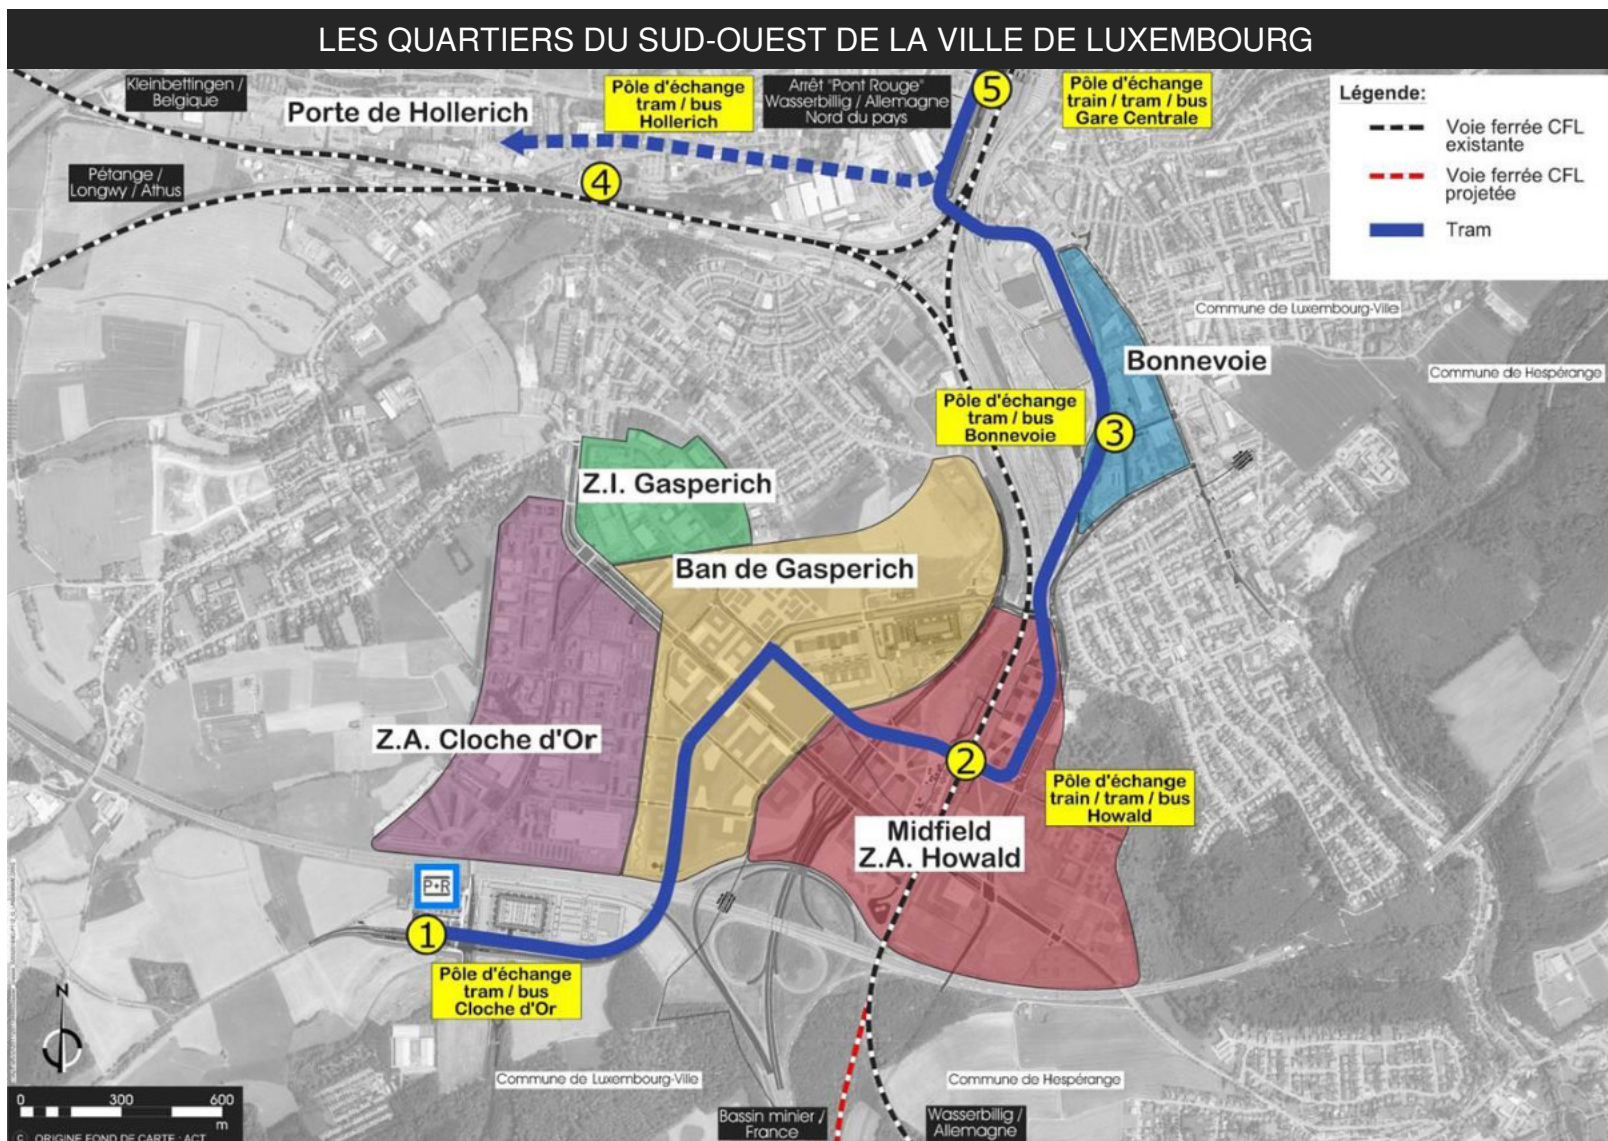 LES QUARTIERS DU SUD-OUEST DE LA VILLE DE LUXEMBOURG
Kleinbettingen /
Belgique
Porte de Hollerich
Pôle d'échange
tram / bus
Hollerich
Arrêt "Pont Rouge"
Wasserbillig / Allemagne
Nord du pays
5
Pôle d'échange
train / tram / bus
Gare Centrale
Légende:
Voie ferrée CFL
existante
Voie ferrée CFL
projetée
Tram
Pétange /
Longwy / Athus
4
Commune de Luxembourg-Ville
Bonnevoie
Commune de Hespérange
Pôle d'échange
tram / bus
Bonnevoie
3
Z.I. Gasperich
Ban de Gasperich
Z.A. Cloche d'Or
2
Pôle d'échange
train / tram / bus
Howald
Midfield
Z.A. Howald
P+R
1
Pôle d'échange
tram / bus
Cloche d'Or
N
Commune de Luxembourg-Ville
Commune de Hespérange
0 300 600
m
Bassin minier /
France
Wasserbillig /
Allemagne
© ORIGINE FOND DE CARTE : ACT